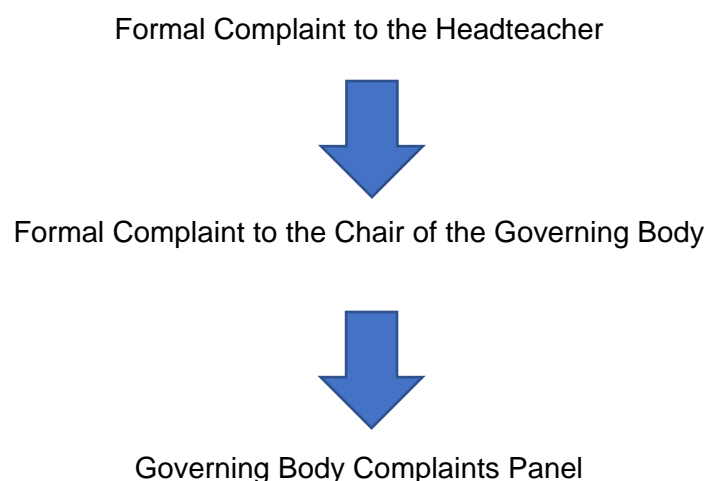 Formal Complaint to the Headteacher
Formal Complaint to the Chair of the Governing Body
Governing Body Complaints Panel